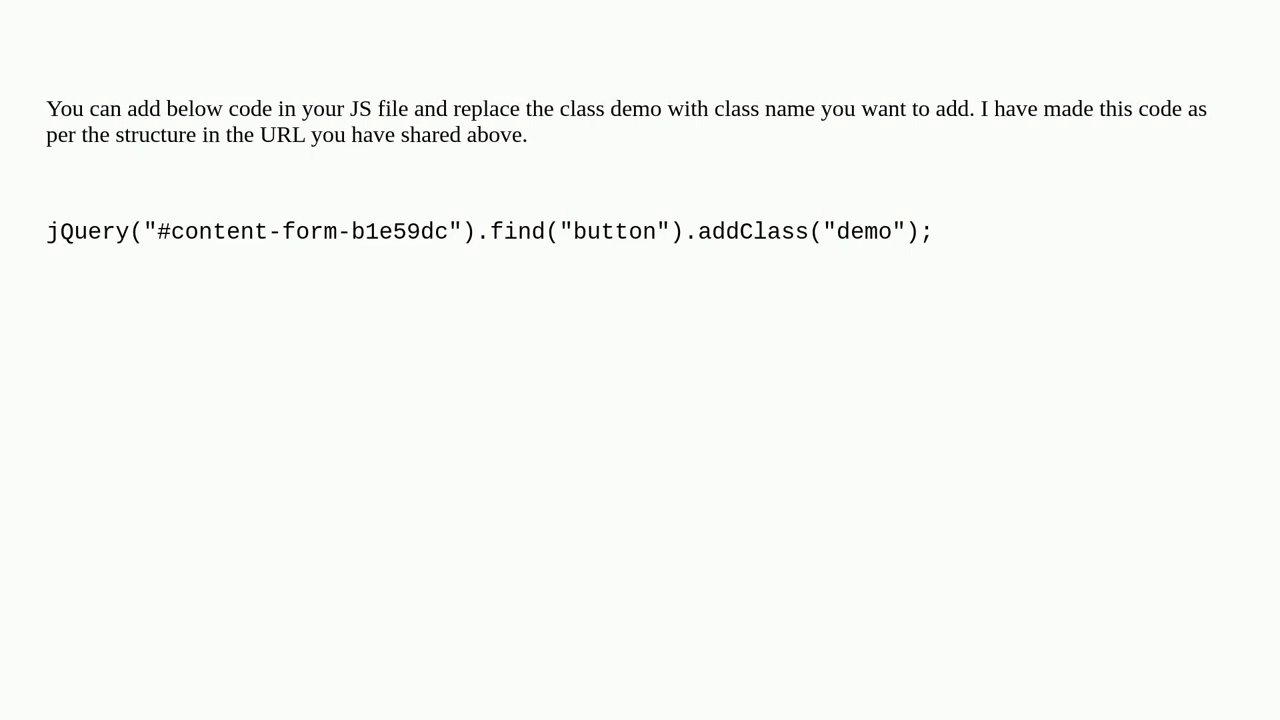 You can add below code in your JS file and replace the class demo with class name you want to add. I have made this code as
per the structure in the URL you have shared above.
jQuery("#content-form-b1e59dc").find("button").addClass("demo");